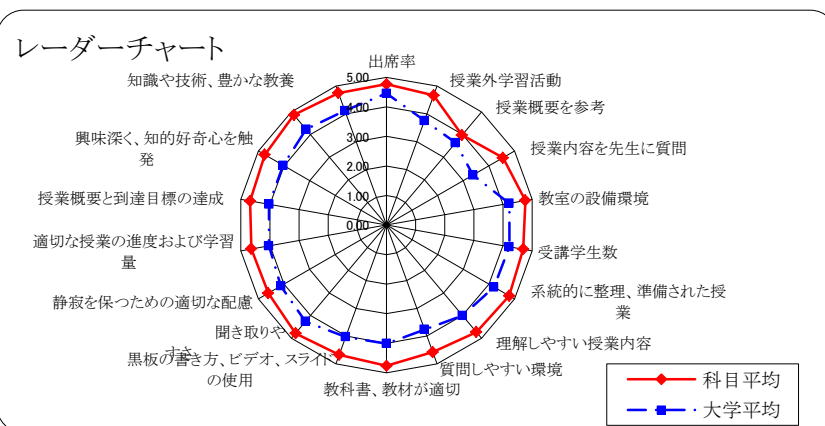 レーダーチャート
出席率
授業外学習活動
授業概要を参考
授業内容を先生に質問
教室の設備環境
受講学生数
系統的に整理、準備された授
業
理解しやすい授業内容
質問しやすい環境
教科書、教材が適切
黒板の書き方、ビデオ、スライド
の使用
聞き取りや
すさ
静寂を保つための適切な配慮
適切な授業の進度および学習
量
授業概要と到達目標の達成
興味深く、知的好奇心を触
発
知識や技術、豊かな教養
5.00
4.00
3.00
2.00
1.00
0.00
科目平均
大学平均